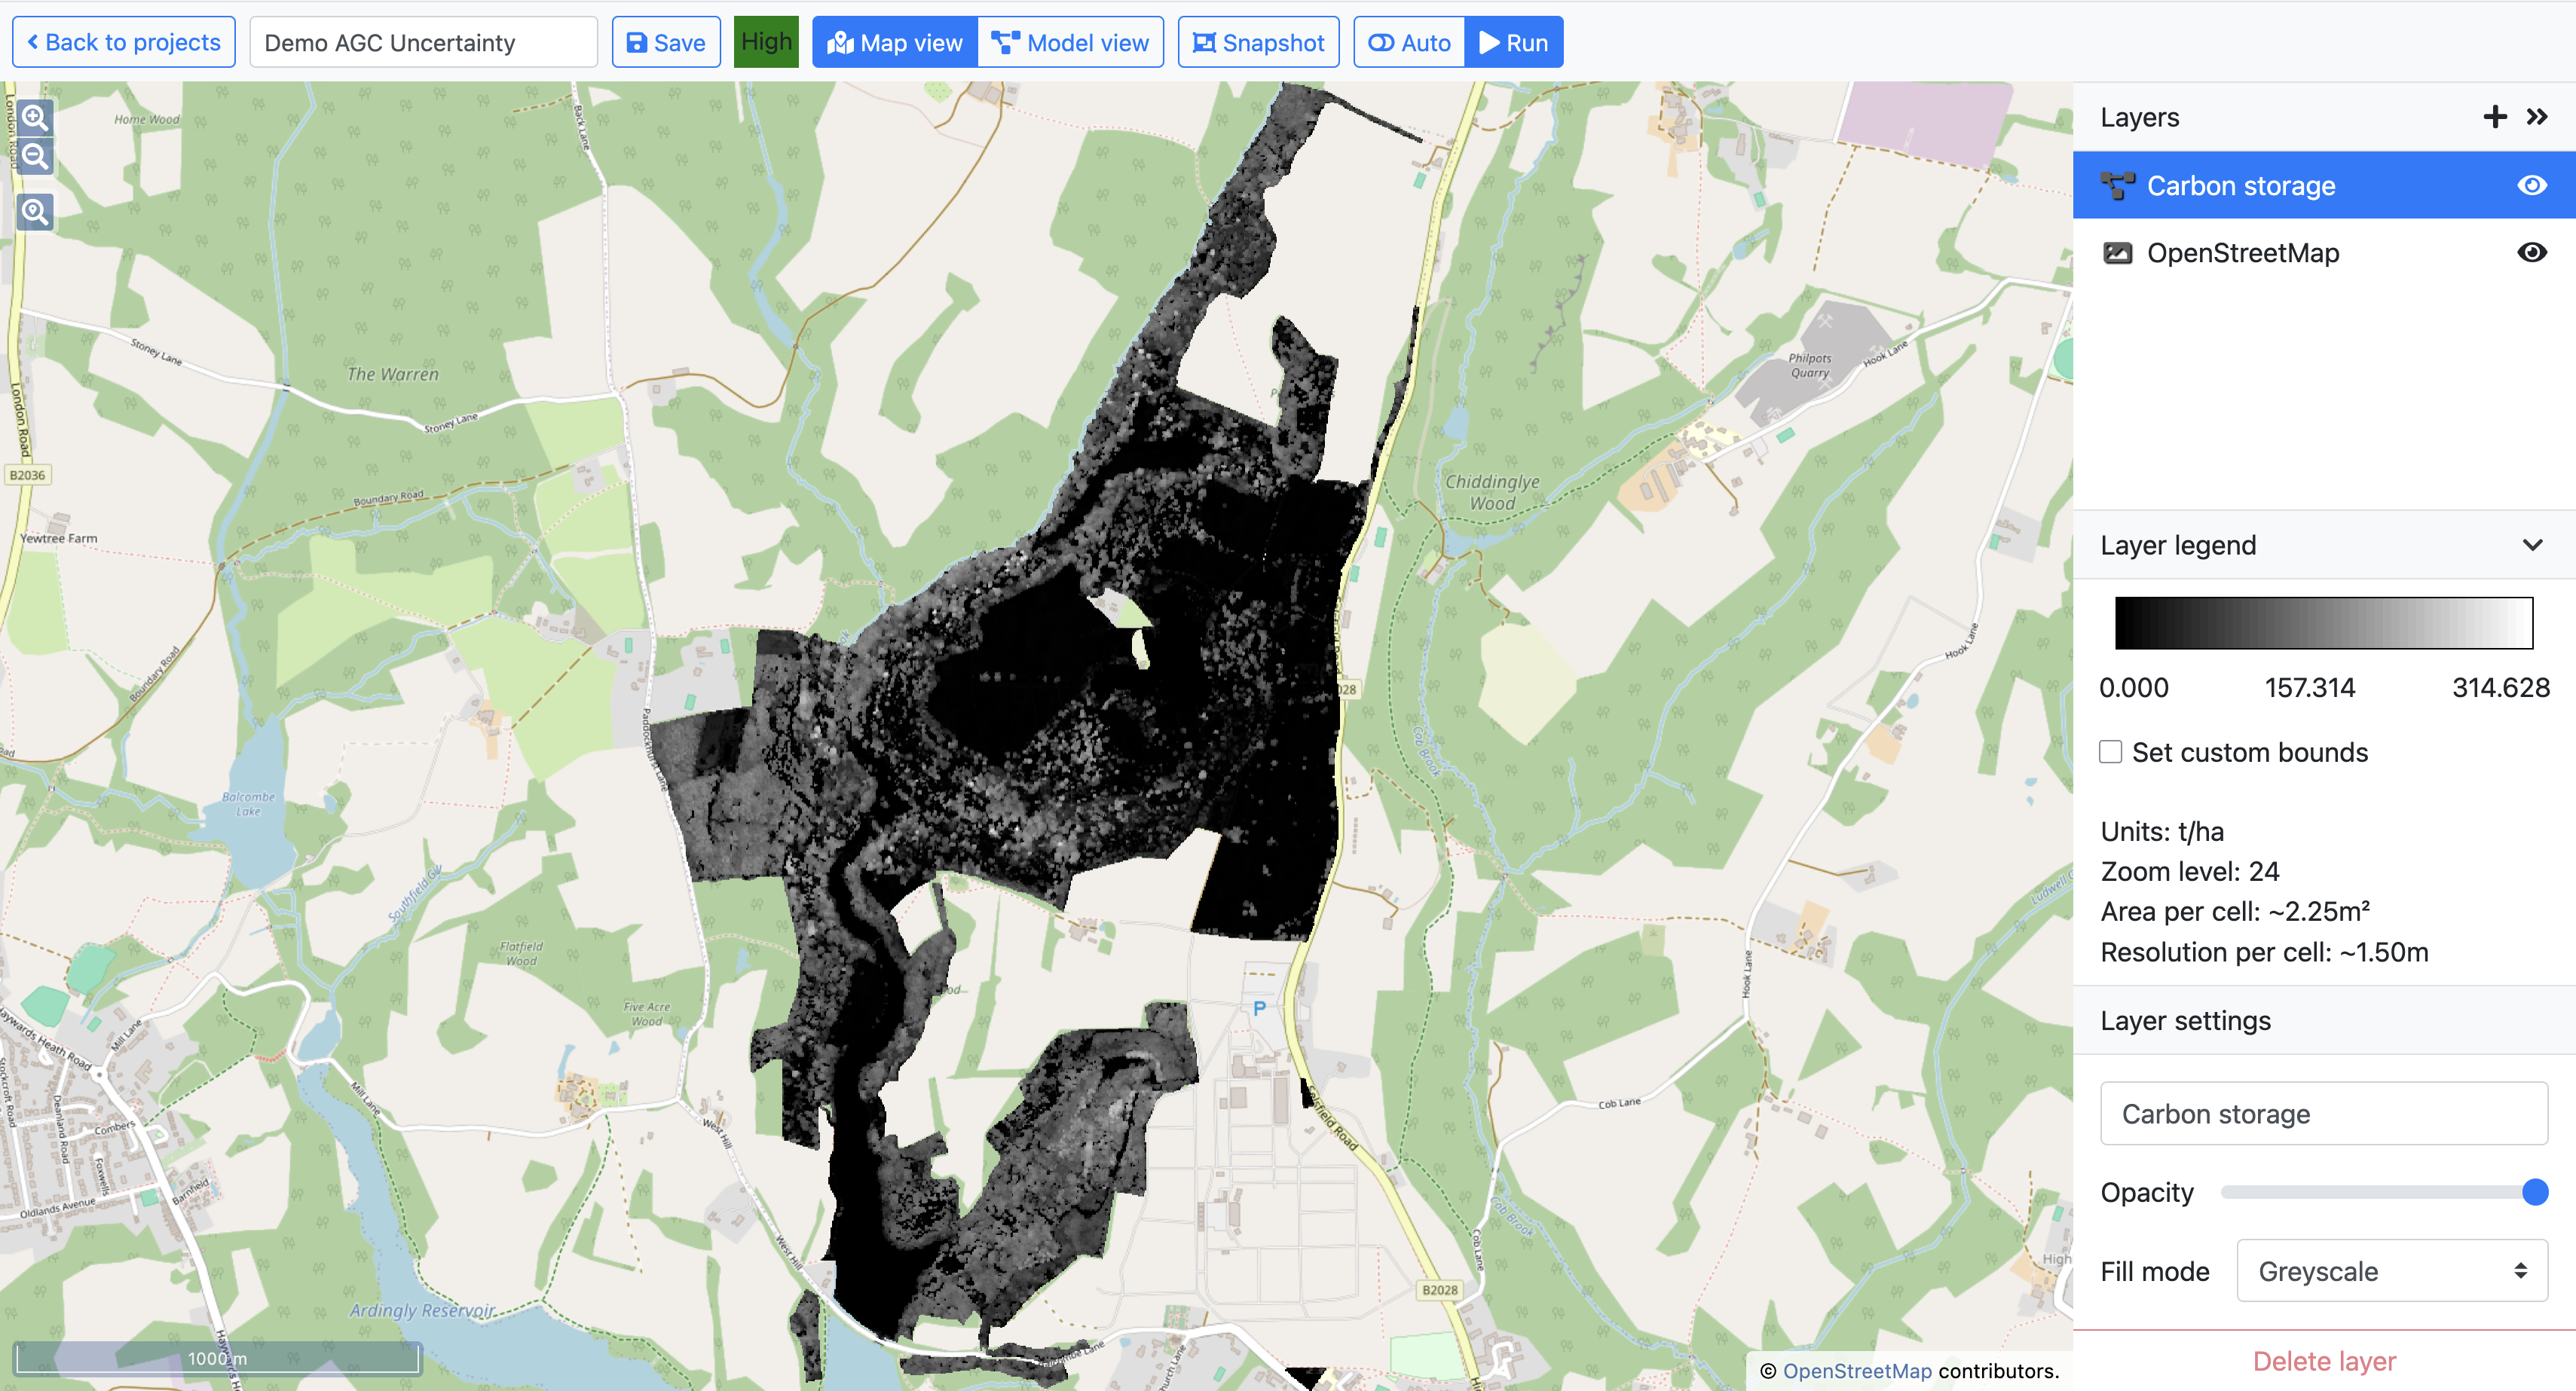 Back to projects
Demo AGC Uncertainty
Save
High
Map view
Model view
Snapshot
Auto
Run
Layers
Carbon storage
OpenStreetMap
Layer legend
0.000 157.314 314.628
Set custom bounds
Units: t/ha
Zoom level: 24
Area per cell: ~2.25m²
Resolution per cell: ~1.50m
Layer settings
Carbon storage
Opacity
Fill mode
Greyscale
Delete layer
London Road
Home Wood
Back Lane
Stoney Lane
The Warren
London Road
Stoney Lane
B2036
Boundary Road
Yewtree Farm
Boundary Road
Paddockhurst Lane
Balcombe
Lake
Southfield Gill
Flatfield
Wood
Five Acre
Wood
Mill Lane
Haywards Heath Road
Mill Lane
Deanland Road
Combers
Foxwells
Barnfield
Oldlands Avenue
West Hill
West Hill
Ardingly Reservoir
1000 m
Philpots
Quarry
Hook Lane
Chiddinglye
Wood
Hook Lane
Cob Brook
Hook Lane
P
Cob Lane
Selsfield Road
Cob Brook
Cob Lane
B2028
High
© OpenStreetMap contributors.